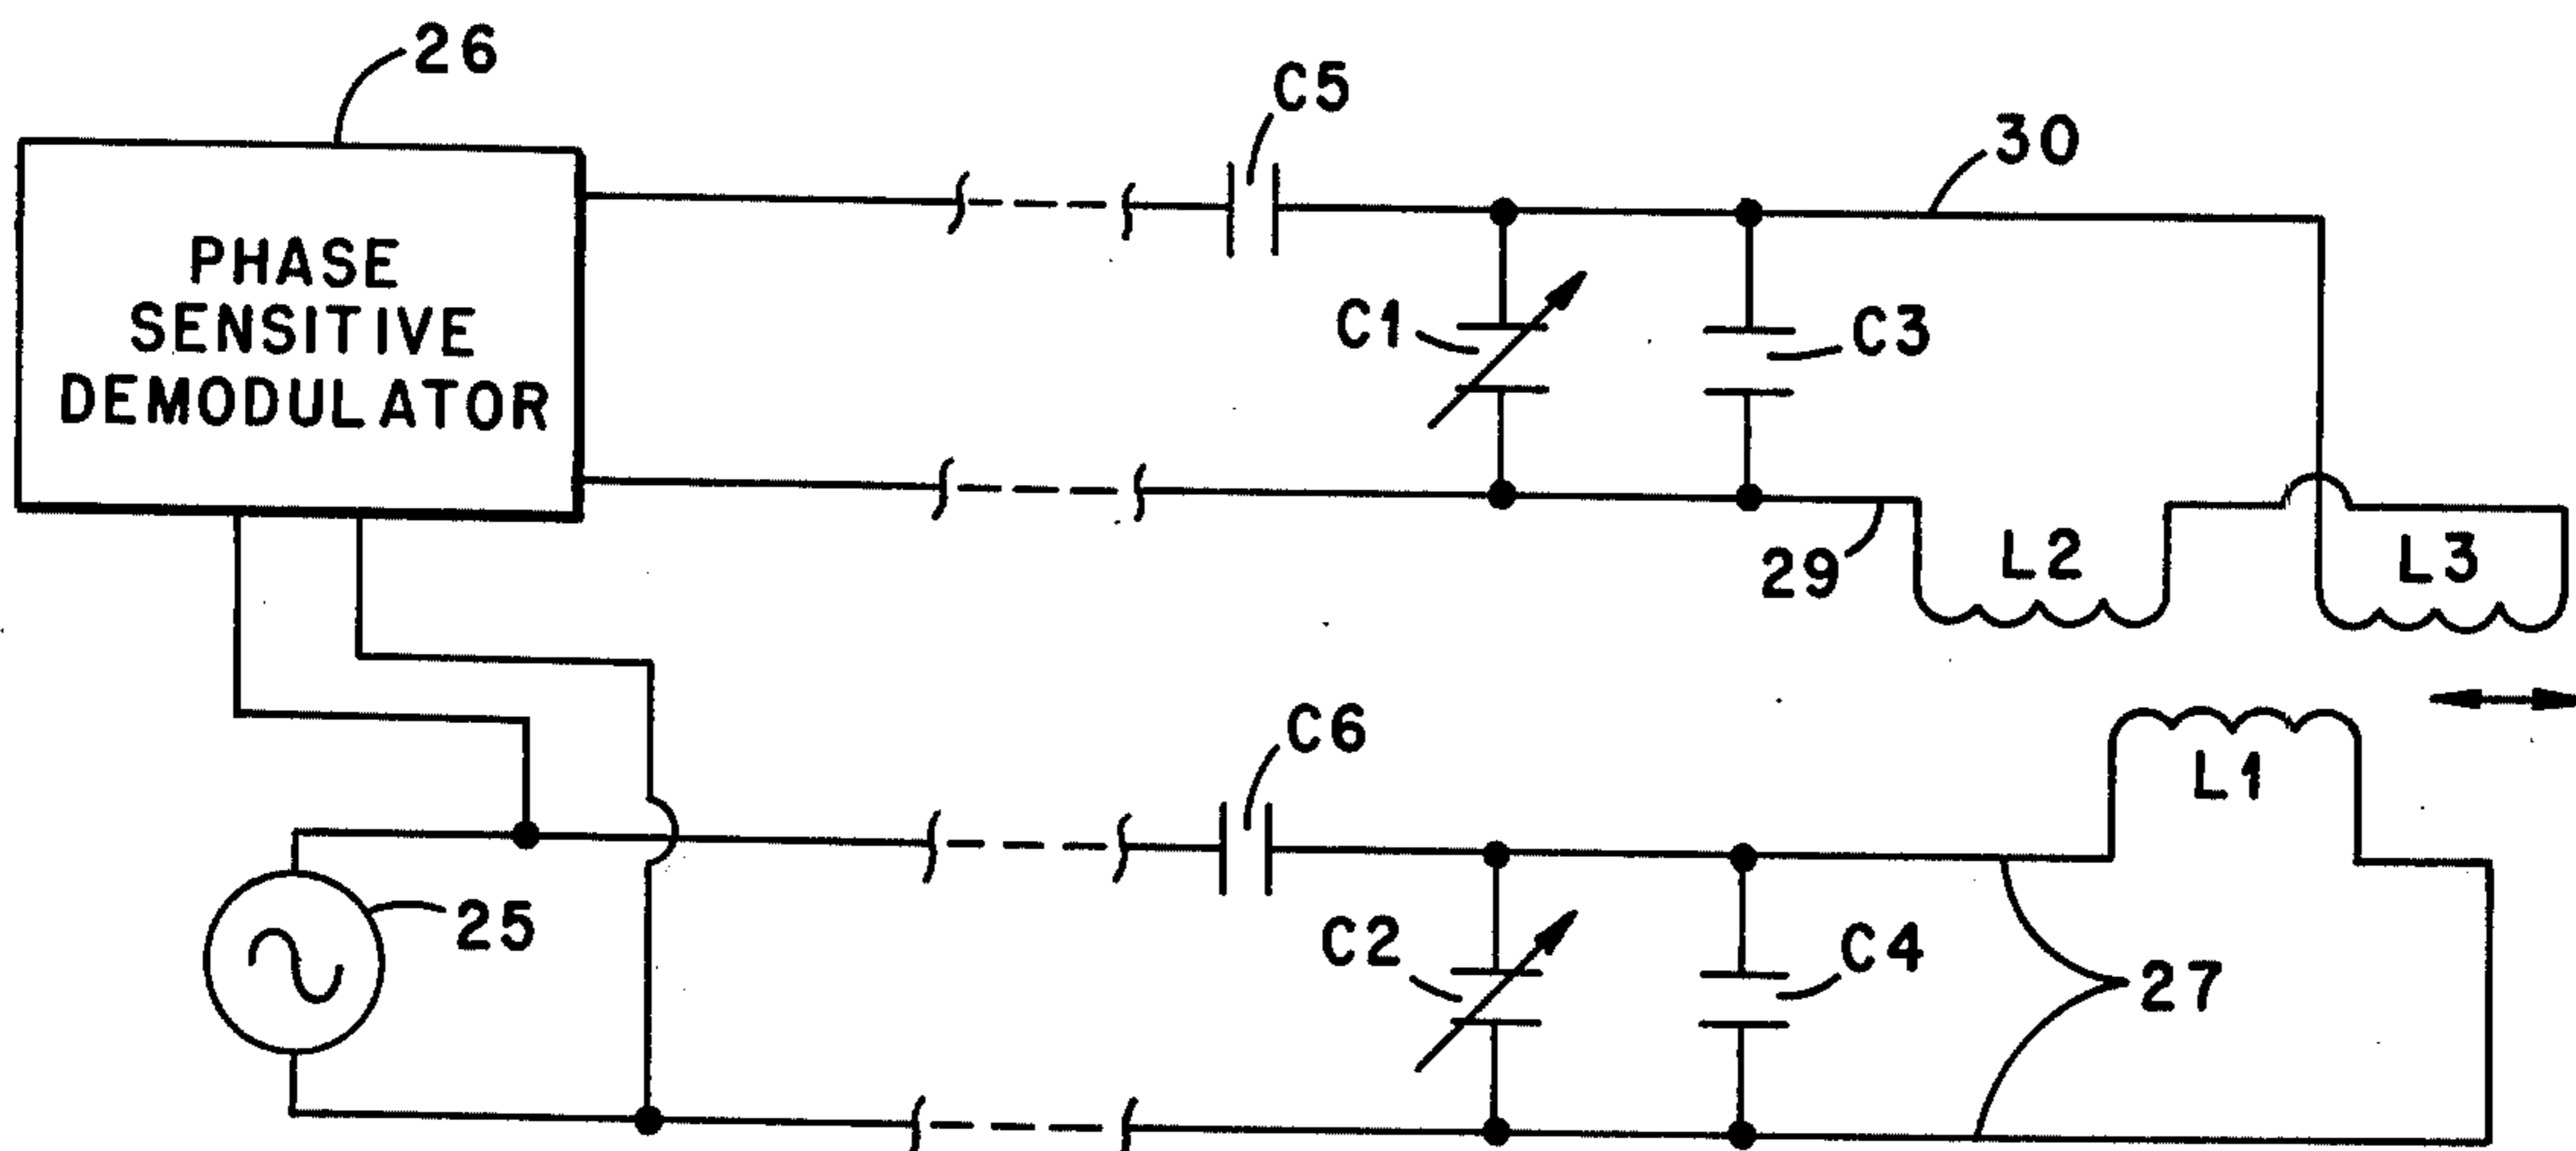 26
C5
30
PHASE
SENSITIVE
DEMODULATOR
C1
C3
29
L2
L3
C6
L1
25
C2
C4
27